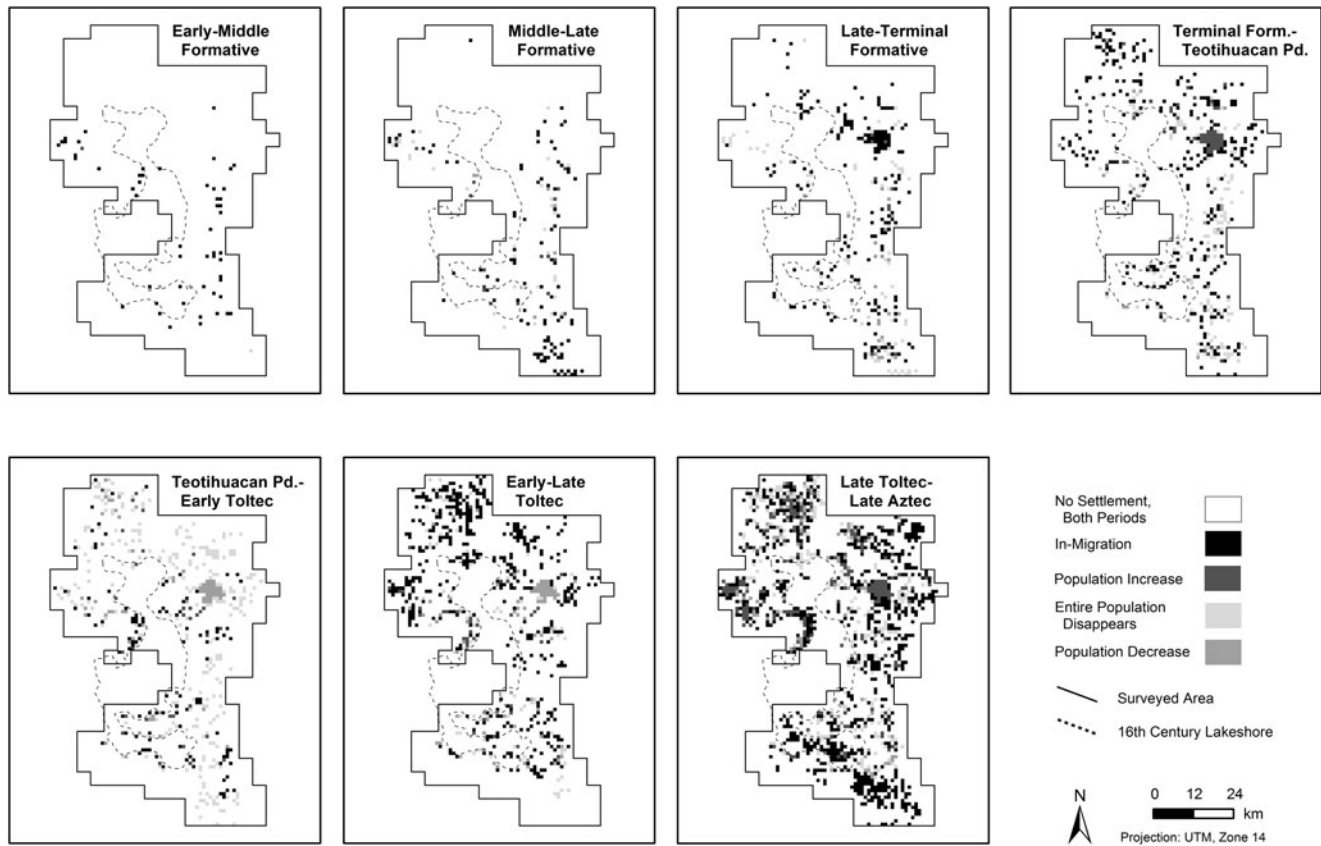 Early-Middle
Formative
Middle-Late
Formative
Late-Terminal
Formative
Terminal Form.-
Teotihuacan Pd.
Teotihuacan Pd.-
Early Toltec
Early-Late
Toltec
Late Toltec-
Late Aztec
No Settlement,
Both Periods
In-Migration
Population Increase
Entire Population
Disappears
Population Decrease
Surveyed Area
16th Century Lakeshore
N
0 12 24
km
Projection: UTM, Zone 14